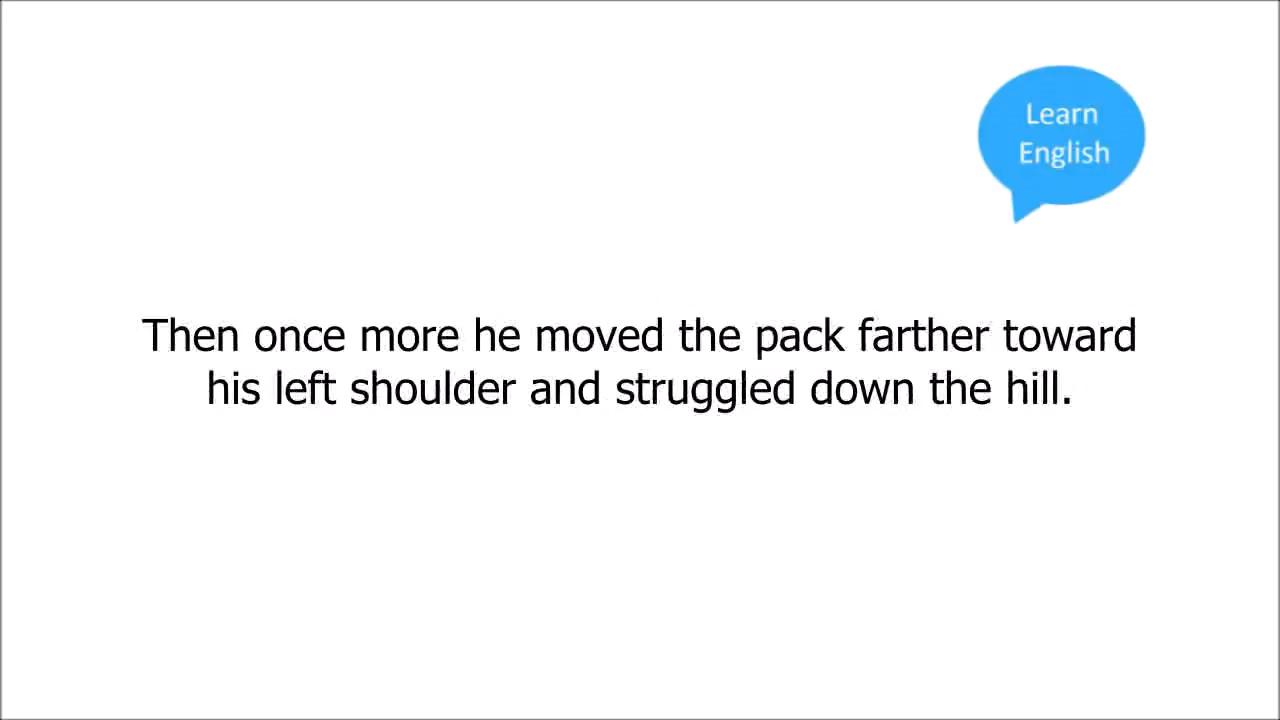 Learn
English
Then once more he moved the pack farther toward
his left shoulder and struggled down the hill.